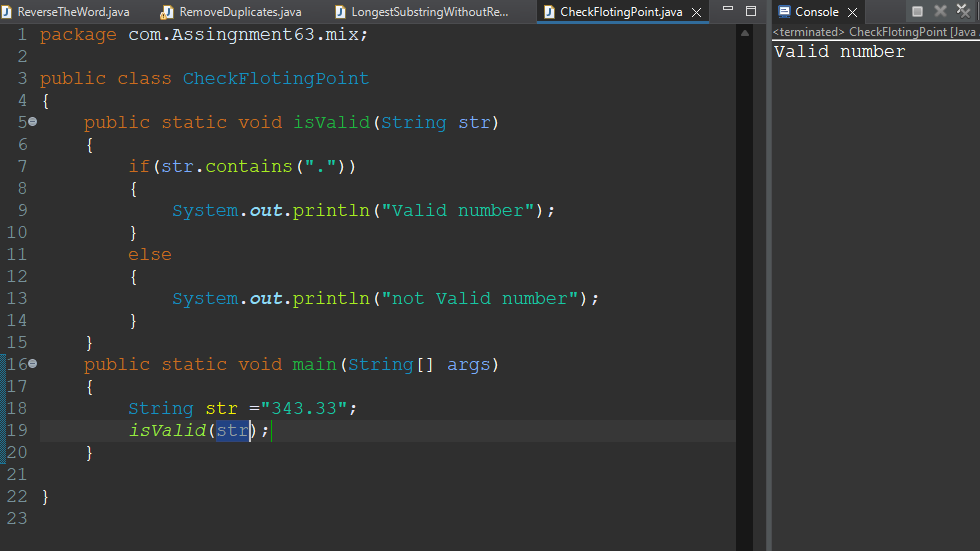 ReverseTheWord.java RemoveDuplicates.java LongestSubstringWithoutRe... CheckFlotingPoint.java
1 package com.Assingnment63.mix;
2
3 public class CheckFlotingPoint
4 {
5 public static void isValid(String str)
6 {
7 if(str.contains("."))
8 {
9 System.out.println("Valid number");
10 }
11 else
12 {
13 System.out.println("not Valid number");
14 }
15 }
16 public static void main(String[] args)
17 {
18 String str ="343.33";
19 isValid(str);
20 }
21
22 }
23
Console
<terminated> CheckFlotingPoint [Java
Valid number